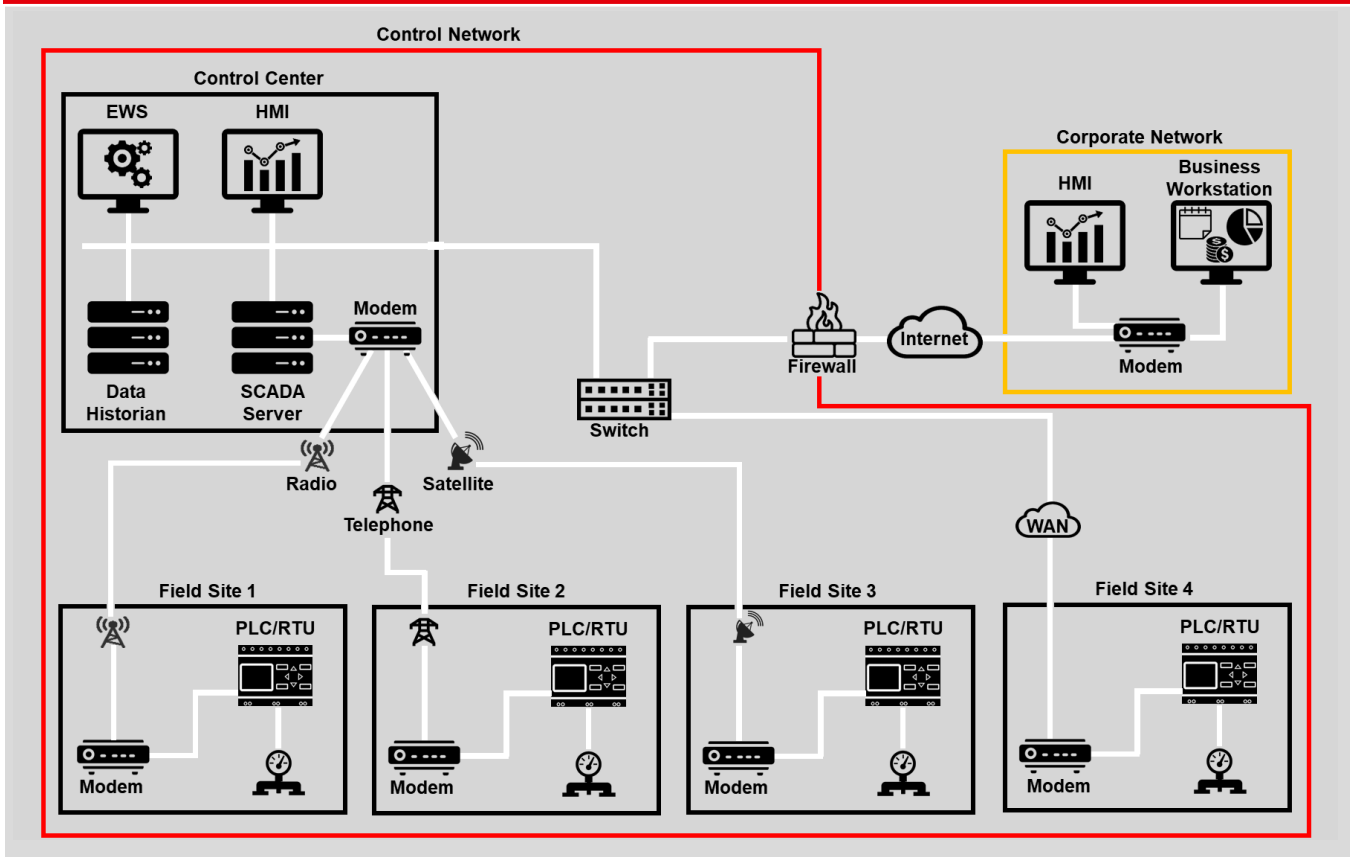 Control Network
Control Center
EWS
HMI
Corporate Network
HMI
Business
Workstation
Modem
Internet
Firewall
Modem
Data
Historian
SCADA
Server
Switch
Radio
Satellite
Telephone
WAN
Field Site 1
Field Site 2
Field Site 3
Field Site 4
PLC/RTU
PLC/RTU
PLC/RTU
PLC/RTU
Modem
Modem
Modem
Modem